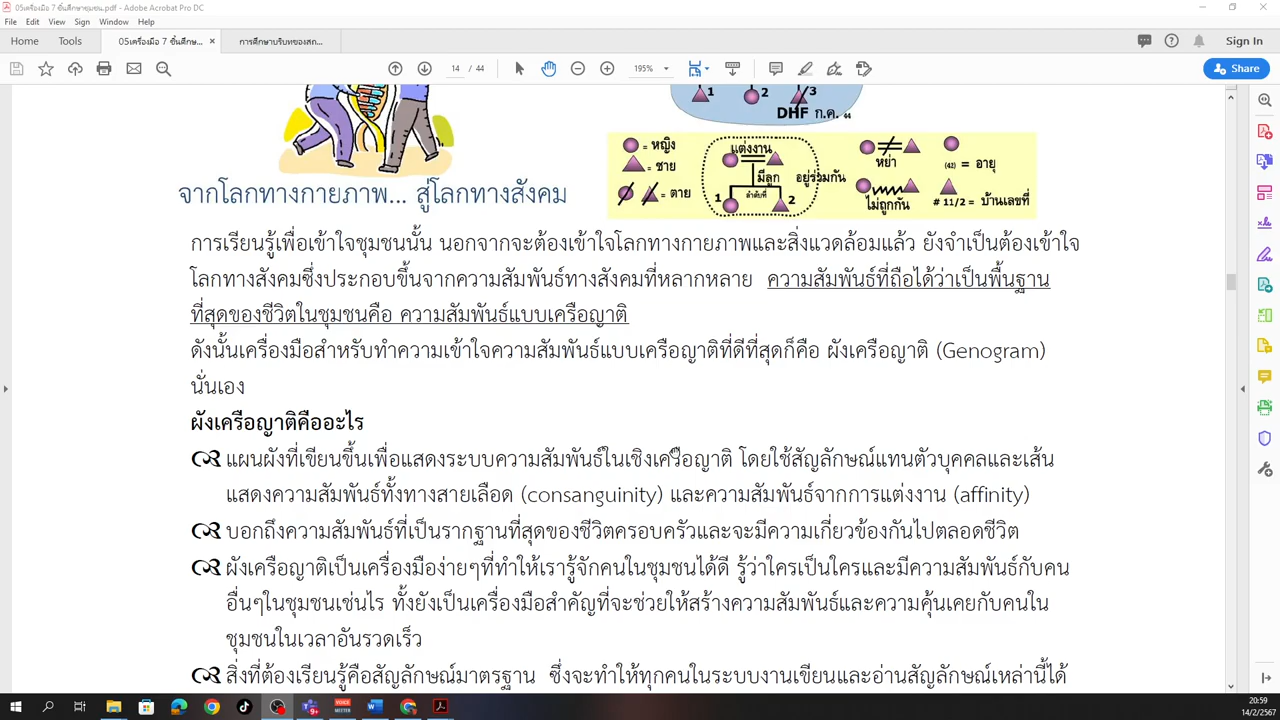 05เครื่องมือ 7 ชิ้นศึกษาชุมชน.pdf - Adobe Acrobat Pro DC
File Edit View Sign Window Help
Home Tools 05เครื่องมือ 7 ชิ้นศึกษ... × การศึกษาบริบทของสถ... Sign In
14 / 44 195% Share
1 2 3
DHF ก.ค. 44
= หญิง แต่งงาน = อายุ
(42)
= ชาย มีลูก อยู่ร่วมกัน หย่า
= ตาย 1 ลำดับที่ 2 ไม่ถูกกัน # 11/2 = บ้านเลขที่
จากโลกทางกายภาพ... สู่โลกทางสังคม
การเรียนรู้เพื่อเข้าใจชุมชนนั้น นอกจากจะต้องเข้าใจโลกทางกายภาพและสิ่งแวดล้อมแล้ว ยังจำเป็นต้องเข้าใจ
โลกทางสังคมซึ่งประกอบขึ้นจากความสัมพันธ์ทางสังคมที่หลากหลาย ความสัมพันธ์ที่ถือได้ว่าเป็นพื้นฐาน
ที่สุดของชีวิตในชุมชนคือ ความสัมพันธ์แบบเครือญาติ
ดังนั้นเครื่องมือสำหรับทำความเข้าใจความสัมพันธ์แบบเครือญาติที่ดีที่สุดก็คือ ผังเครือญาติ (Genogram)
นั่นเอง
ผังเครือญาติคืออะไร
แผนผังที่เขียนขึ้นเพื่อแสดงระบบความสัมพันธ์ในเชิงเครือญาติ โดยใช้สัญลักษณ์แทนตัวบุคคลและเส้น
แสดงความสัมพันธ์ทั้งทางสายเลือด (consanguinity) และความสัมพันธ์จากการแต่งงาน (affinity)
บอกถึงความสัมพันธ์ที่เป็นรากฐานที่สุดของชีวิตครอบครัวและจะมีความเกี่ยวข้องกันไปตลอดชีวิต
ผังเครือญาติเป็นเครื่องมือง่ายๆที่ทำให้เรารู้จักคนในชุมชนได้ดี รู้ว่าใครเป็นใครและมีความสัมพันธ์กับคน
อื่นๆในชุมชนเช่นไร ทั้งยังเป็นเครื่องมือสำคัญที่จะช่วยให้สร้างความสัมพันธ์และความคุ้นเคยกับคนใน
ชุมชนในเวลาอันรวดเร็ว
สิ่งที่ต้องเรียนรู้คือสัญลักษณ์มาตรฐาน ซึ่งจะทำให้ทุกคนในระบบงานเขียนและอ่านสัญลักษณ์เหล่านี้ได้
20:59
14/2/2567